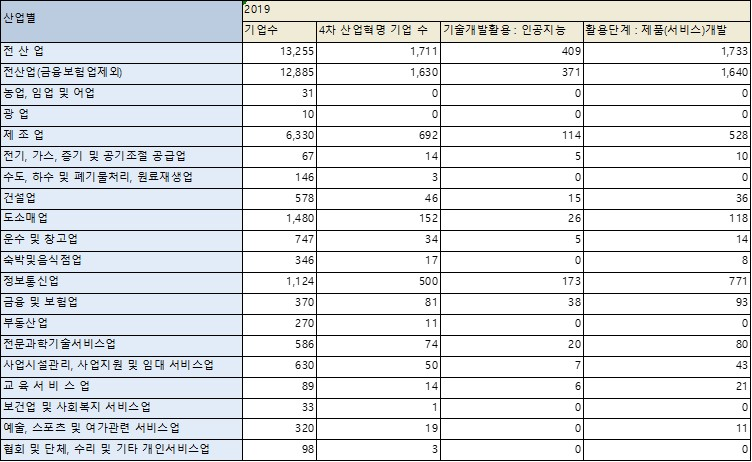 산업별 2019
기업수 4차 산업혁명 기업 수 기술개발활용 : 인공지능 활용단계 : 제품(서비스)개발
전 산 업 13,255 1,711 409 1,733
전산업(금융보험업제외) 12,885 1,630 371 1,640
농업, 임업 및 어업 31 0 0 0
광 업 10 0 0 0
제 조 업 6,330 692 114 528
전기, 가스, 증기 및 공기조절 공급업 67 14 5 10
수도, 하수 및 폐기물처리, 원료재생업 146 3 0 0
건설업 578 46 15 36
도소매업 1,480 152 26 118
운수 및 창고업 747 34 5 14
숙박및음식점업 346 17 0 8
정보통신업 1,124 500 173 771
금융 및 보험업 370 81 38 93
부동산업 270 11 0 0
전문과학기술서비스업 586 74 20 80
사업시설관리, 사업지원 및 임대 서비스업 630 50 7 43
교 육 서 비 스 업 89 14 6 21
보건업 및 사회복지 서비스업 33 1 0 0
예술, 스포츠 및 여가관련 서비스업 320 19 0 11
협회 및 단체, 수리 및 기타 개인서비스업 98 3 0 0